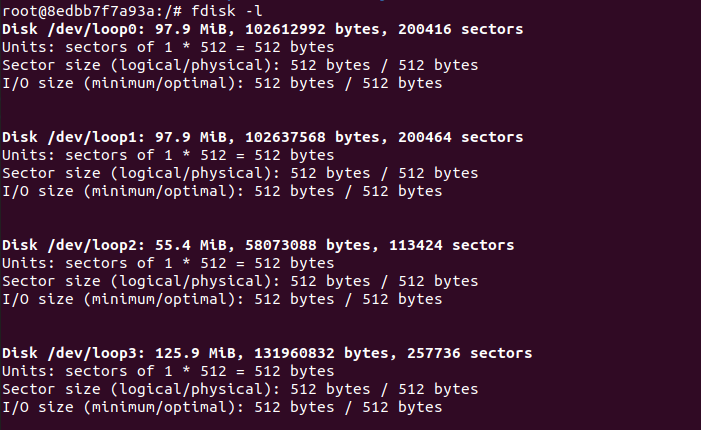 root@8edbb7f7a93a:/# fdisk -l
Disk /dev/loop0: 97.9 MiB, 102612992 bytes, 200416 sectors
Units: sectors of 1 * 512 = 512 bytes
Sector size (logical/physical): 512 bytes / 512 bytes
I/O size (minimum/optimal): 512 bytes / 512 bytes
Disk /dev/loop1: 97.9 MiB, 102637568 bytes, 200464 sectors
Units: sectors of 1 * 512 = 512 bytes
Sector size (logical/physical): 512 bytes / 512 bytes
I/O size (minimum/optimal): 512 bytes / 512 bytes
Disk /dev/loop2: 55.4 MiB, 58073088 bytes, 113424 sectors
Units: sectors of 1 * 512 = 512 bytes
Sector size (logical/physical): 512 bytes / 512 bytes
I/O size (minimum/optimal): 512 bytes / 512 bytes
Disk /dev/loop3: 125.9 MiB, 131960832 bytes, 257736 sectors
Units: sectors of 1 * 512 = 512 bytes
Sector size (logical/physical): 512 bytes / 512 bytes
I/O size (minimum/optimal): 512 bytes / 512 bytes